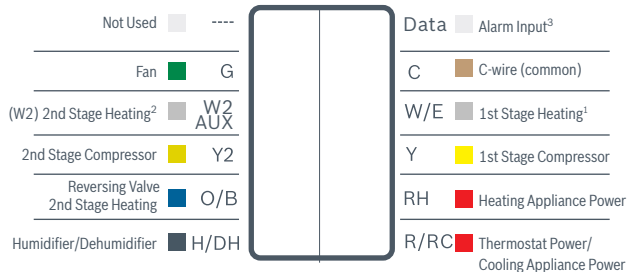 Not Used ---- Data Alarm Input³
Fan G C C-wire (common)
(W2) 2nd Stage Heating² W2 AUX W/E 1st Stage Heating¹
2nd Stage Compressor Y2 Y 1st Stage Compressor
Reversing Valve
2nd Stage Heating O/B RH Heating Appliance Power
Humidifier/Dehumidifier H/DH R/RC Thermostat Power/
Cooling Appliance Power